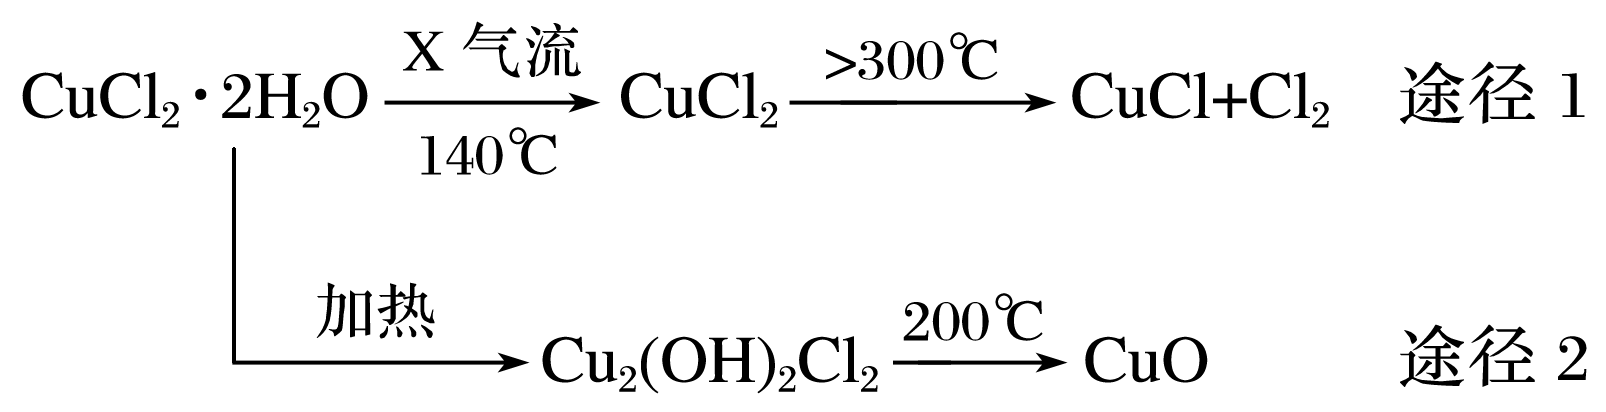 X 气流
CuCl₂·2H₂O → CuCl₂ >300℃ → CuCl+Cl₂ 途径 1
140℃
加热 200℃
Cu₂(OH)₂Cl₂ → CuO 途径 2